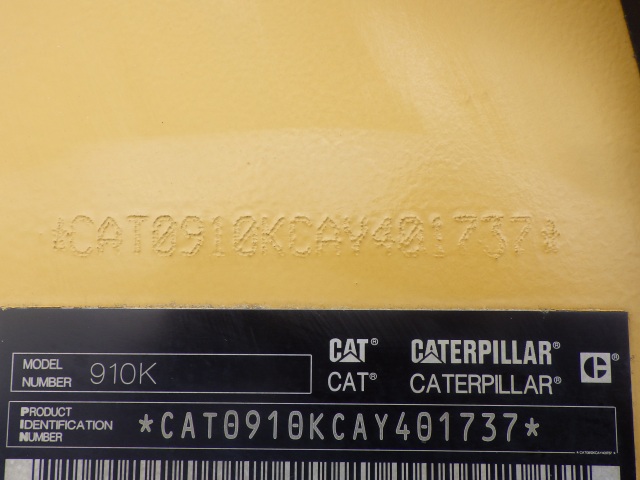 *CAT0910KCAY401737*
CAT® CATERPILLAR®
MODEL NUMBER 910K
CAT® CATERPILLAR®
PRODUCT IDENTIFICATION NUMBER *CAT0910KCAY401737*